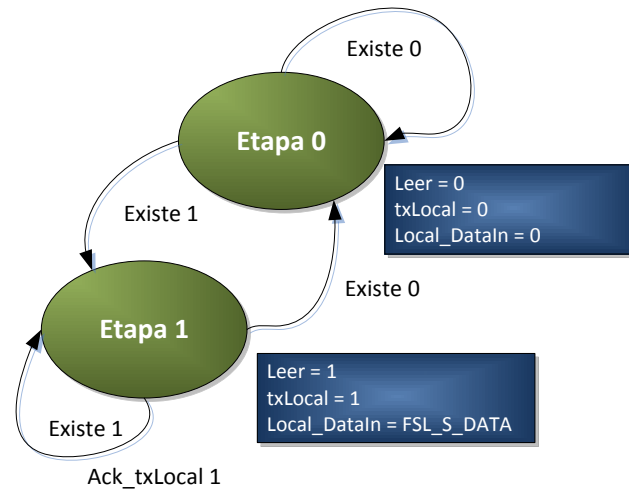 Existe 0
Etapa 0
Leer = 0
txLocal = 0
Local_DataIn = 0
Existe 1
Existe 0
Etapa 1
Leer = 1
txLocal = 1
Local_DataIn = FSL_S_DATA
Existe 1
Ack_txLocal 1